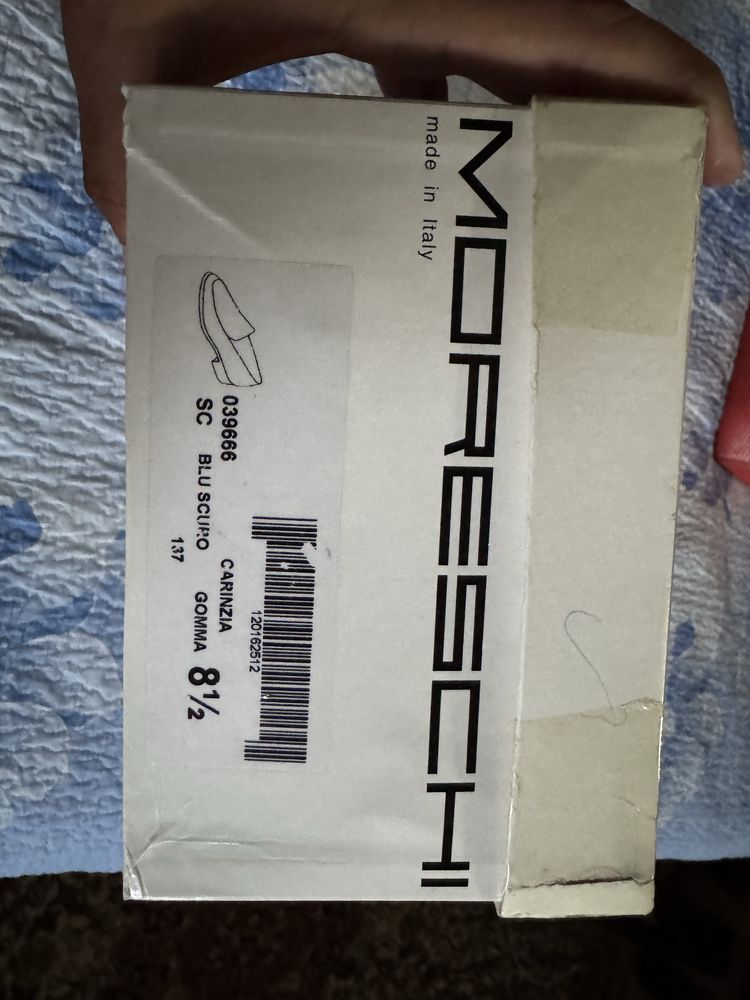 MORESCHI
made in Italy
120162512
039666 CARINZIA
SC BLU SCURO GOMMA 8½
137